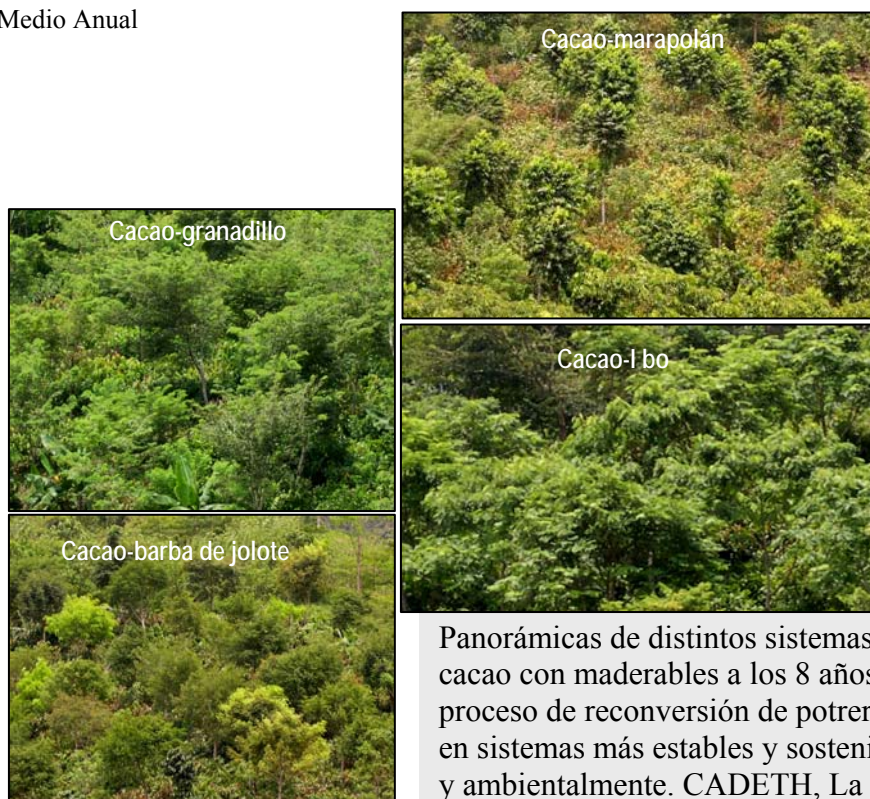 Medio Anual
Cacao-marapolán
Cacao-granadillo
Cacao-I bo
Cacao-barba de jolote
Panorámicas de distintos sistemas
cacao con maderables a los 8 años
proceso de reconversión de potrer
en sistemas más estables y sosteni
y ambientalmente. CADETH, La